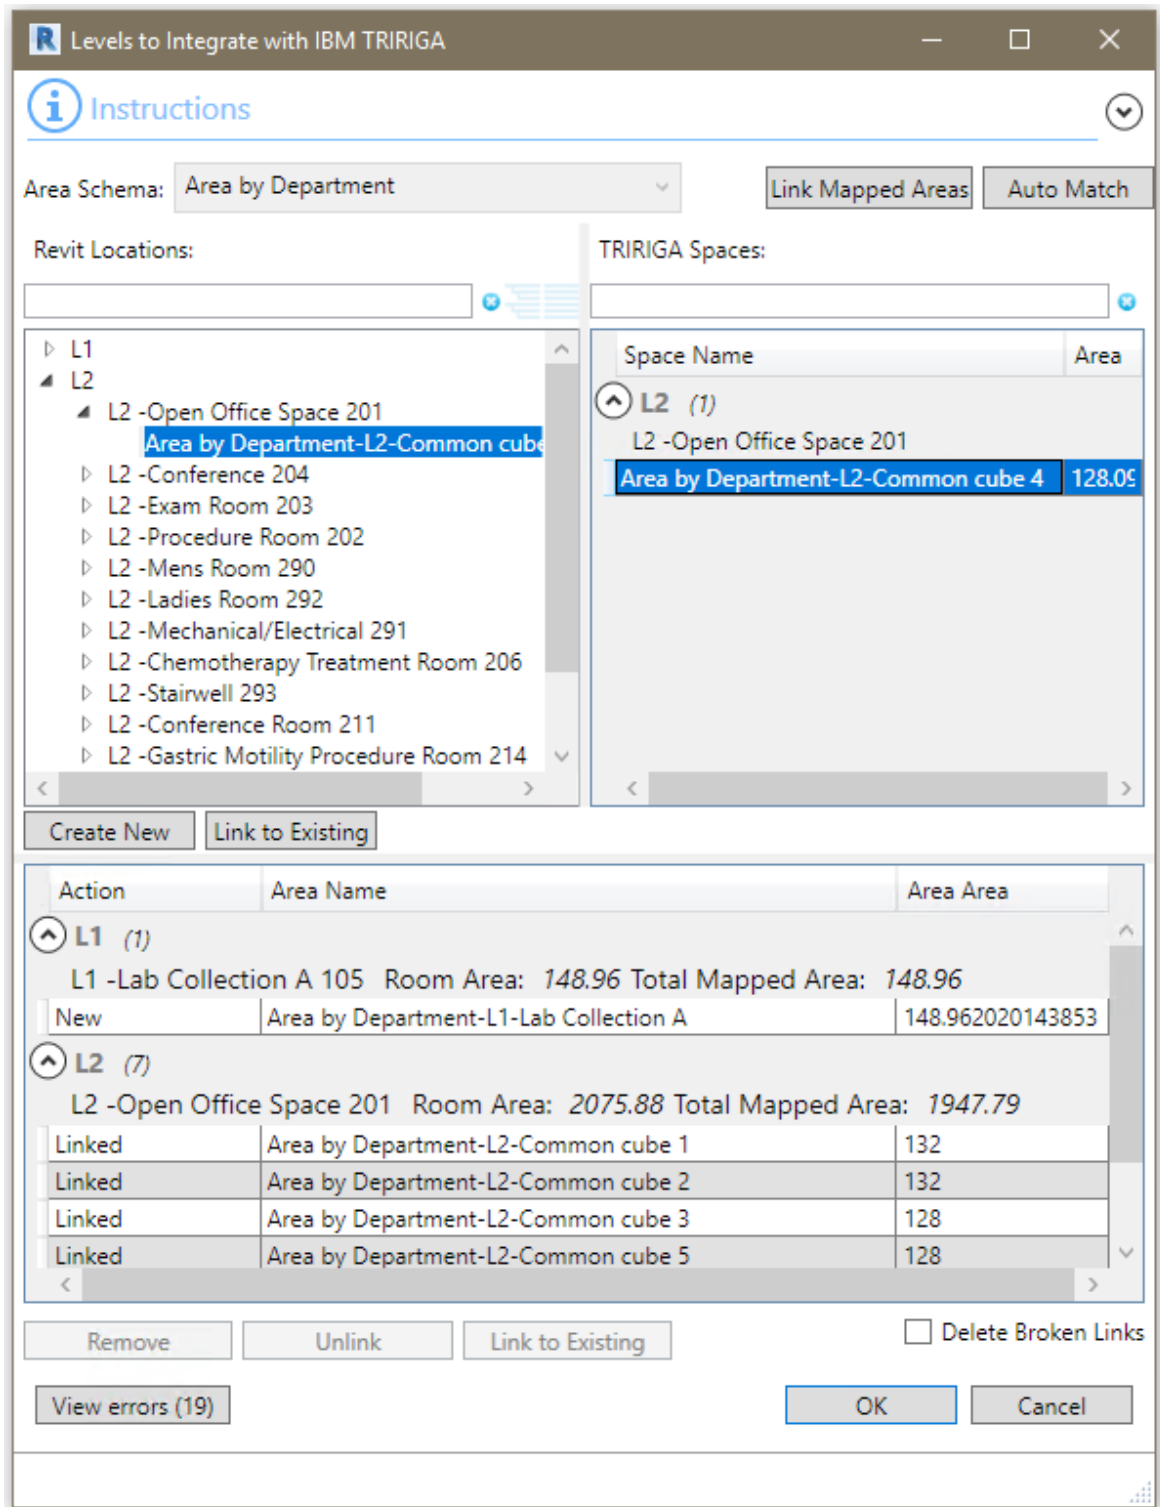 R Levels to Integrate with IBM TRIRIGA
i Instructions
Area Schema: Area by Department Link Mapped Areas Auto Match
Revit Locations: TRIRIGA Spaces:
L1
L2
L2 -Open Office Space 201
Area by Department-L2-Common cube
L2 -Conference 204
L2 -Exam Room 203
L2 -Procedure Room 202
L2 -Mens Room 290
L2 -Ladies Room 292
L2 -Mechanical/Electrical 291
L2 -Chemotherapy Treatment Room 206
L2 -Stairwell 293
L2 -Conference Room 211
L2 -Gastric Motility Procedure Room 214
Space Name Area
L2 (1)
L2 -Open Office Space 201
Area by Department-L2-Common cube 4 128.09
Create New Link to Existing
Action Area Name Area Area
L1 (1)
L1 -Lab Collection A 105 Room Area: 148.96 Total Mapped Area: 148.96
New Area by Department-L1-Lab Collection A 148.962020143853
L2 (7)
L2 -Open Office Space 201 Room Area: 2075.88 Total Mapped Area: 1947.79
Linked Area by Department-L2-Common cube 1 132
Linked Area by Department-L2-Common cube 2 132
Linked Area by Department-L2-Common cube 3 128
Linked Area by Department-L2-Common cube 5 128
Remove Unlink Link to Existing Delete Broken Links
View errors (19) OK Cancel